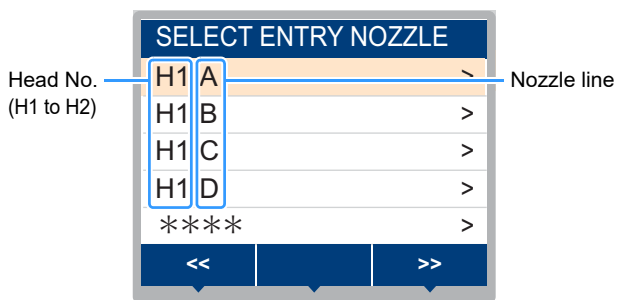 SELECT ENTRY NOZZLE
Head No.
(H1 to H2)
H1 A >
Nozzle line
H1 B >
H1 C >
H1 D >
**** >
<< >>